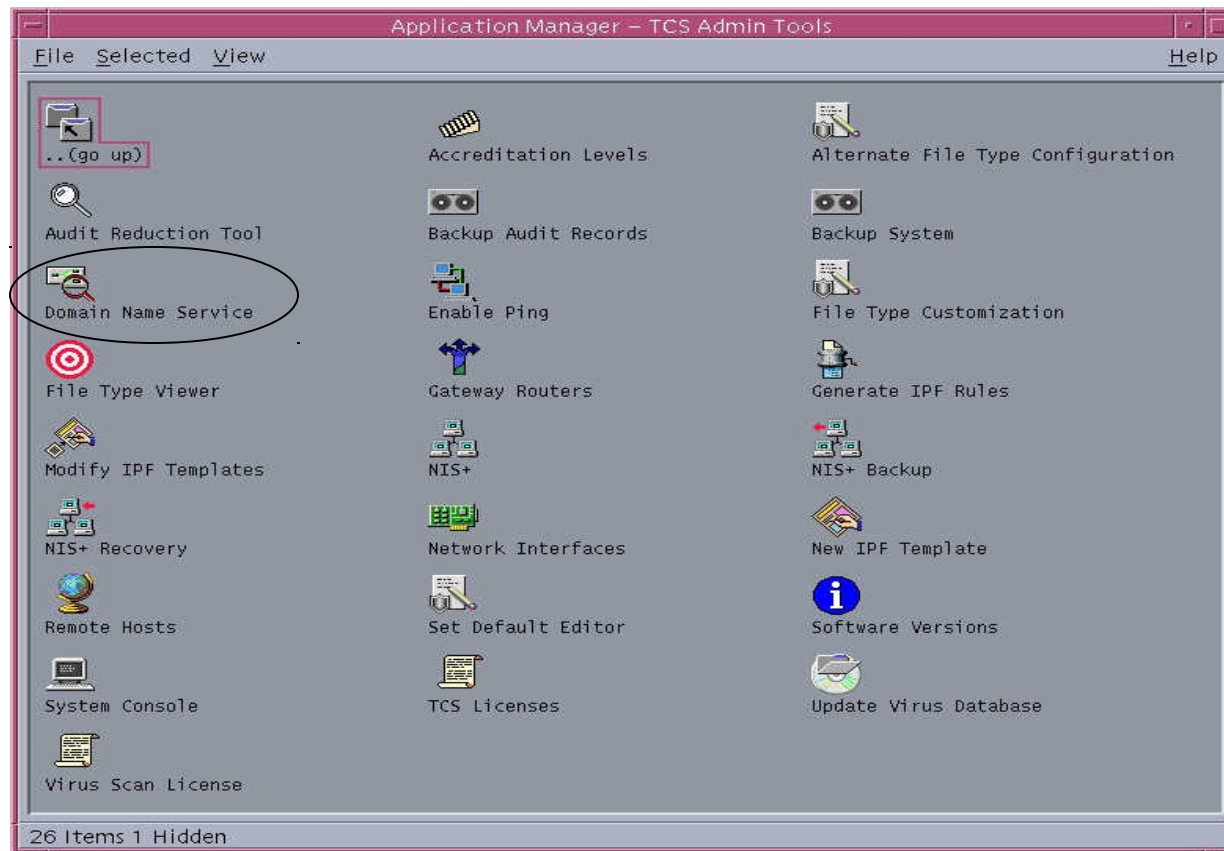 Application Manager – TCS Admin Tools
File Selected View Help
..(go up) Accreditation Levels Alternate File Type Configuration
Audit Reduction Tool Backup Audit Records Backup System
Domain Name Service Enable Ping File Type Customization
File Type Viewer Gateway Routers Generate IPF Rules
Modify IPF Templates NIS+ NIS+ Backup
NIS+ Recovery Network Interfaces New IPF Template
Remote Hosts Set Default Editor Software Versions
System Console TCS Licenses Update Virus Database
Virus Scan License
26 Items 1 Hidden